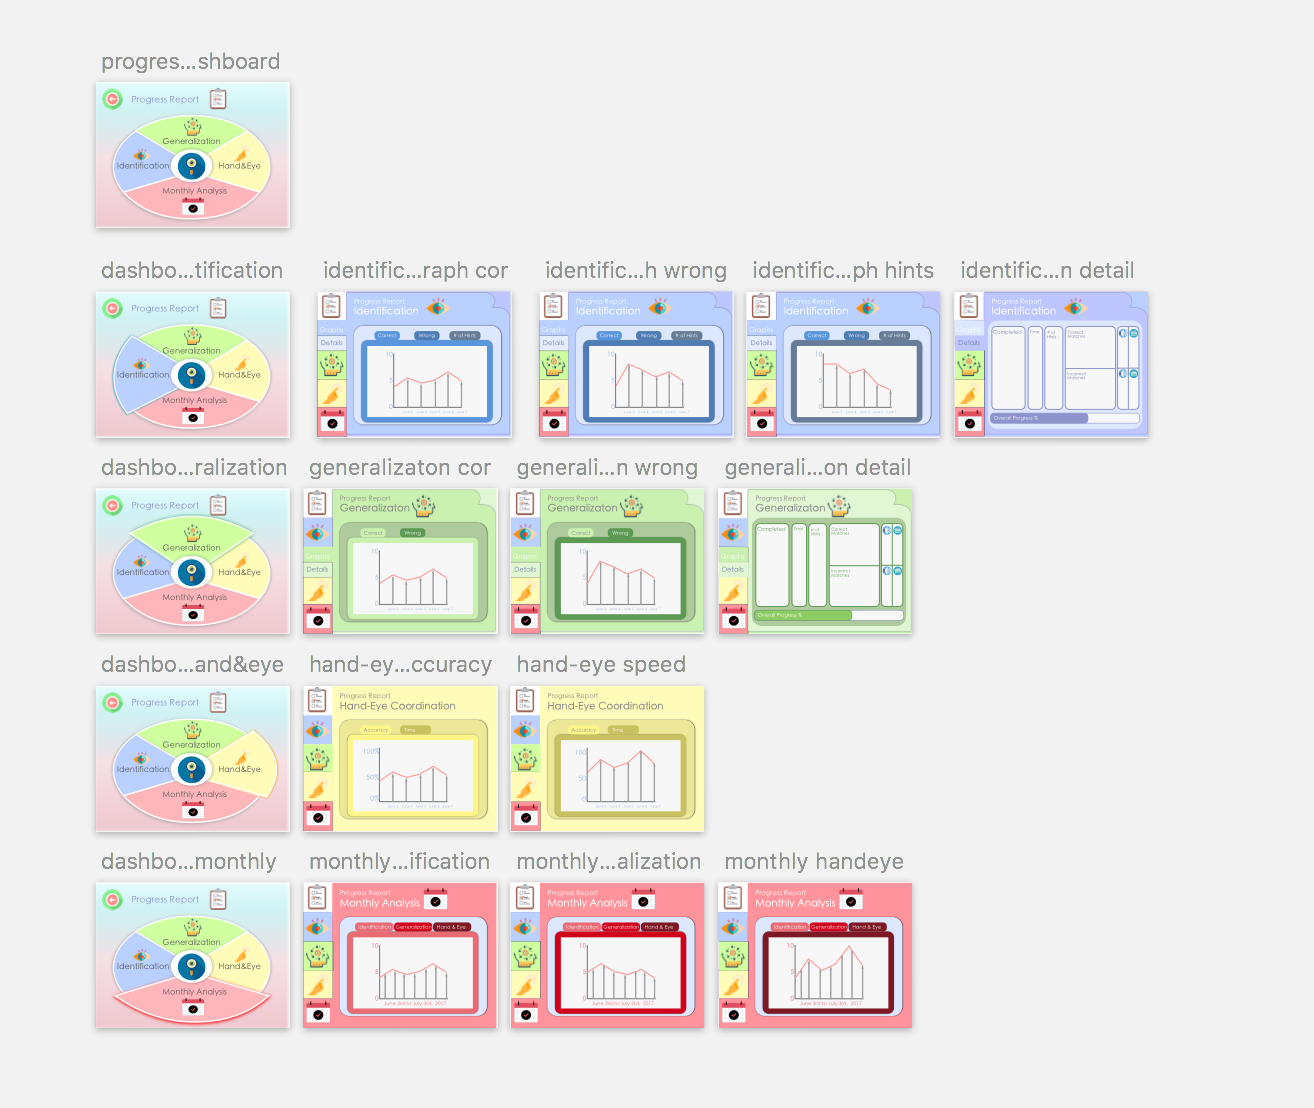 progres...shboard
Progress Report
Generalization
Identification
Hand&Eye
Monthly Analysis
dashbo...tification
identific...raph cor
identific...h wrong
identific...ph hints
identific...n detail
Progress Report
Generalization
Identification
Hand&Eye
Monthly Analysis
Progress Report
Identification
Graphs
Details
Correct
Wrong
# of Hints
10
5
0
Progress Report
Identification
Graphs
Details
Correct
Wrong
# of Hints
10
5
0
Progress Report
Identification
Graphs
Details
Correct
Wrong
# of Hints
10
5
0
Progress Report
Identification
Graphs
Details
Completed
Time
# of
Hints
Correct
Matches
Incorrect
Matches
Overall Progress %
dashbo...ralization
generalizaton cor
generali...n wrong
generali...on detail
Progress Report
Generalization
Identification
Hand&Eye
Monthly Analysis
Progress Report
Generalizaton
Graphs
Details
Correct
Wrong
10
5
0
Progress Report
Generalizaton
Graphs
Details
Correct
Wrong
10
5
0
Progress Report
Generalizaton
Graphs
Details
Completed
Time
# of
Hints
Correct
Matches
Incorrect
Matches
Overall Progress %
dashbo...and&eye
hand-ey...ccuracy
hand-eye speed
Progress Report
Generalization
Identification
Hand&Eye
Monthly Analysis
Progress Report
Hand-Eye Coordination
Accuracy
Time
100%
50%
0%
Progress Report
Hand-Eye Coordination
Accuracy
Time
100
50
0
dashbo...monthly
monthly...ification
monthly...alization
monthly handeye
Progress Report
Generalization
Identification
Hand&Eye
Monthly Analysis
Progress Report
Monthly Analysis
Identification
Generalization
Hand & Eye
10
5
0
June 3rd to July 3rd, 2017
Progress Report
Monthly Analysis
Identification
Generalization
Hand & Eye
10
5
0
June 3rd to July 3rd, 2017
Progress Report
Monthly Analysis
Identification
Generalization
Hand & Eye
10
5
0
June 3rd to July 3rd, 2017